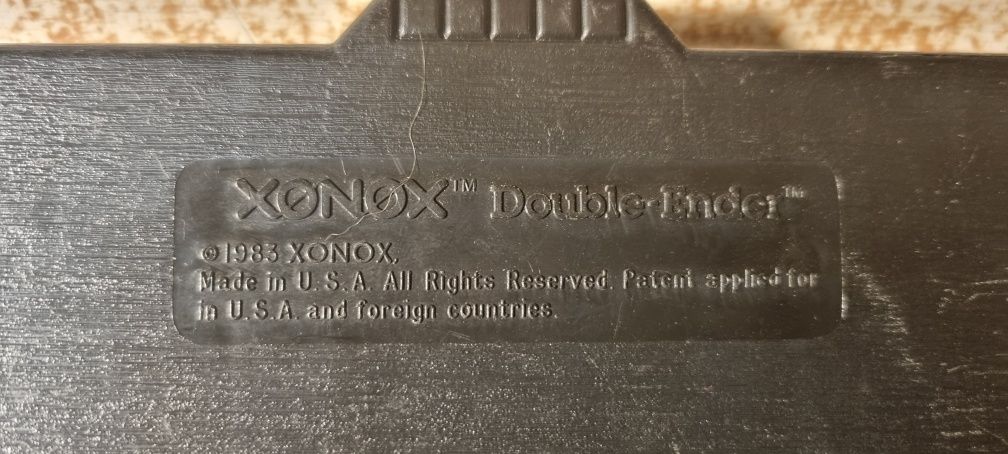 XONOX™ Double-Ender™
©1983 XONOX,
Made in U.S.A. All Rights Reserved. Patent applied for
in U.S.A. and foreign countries.